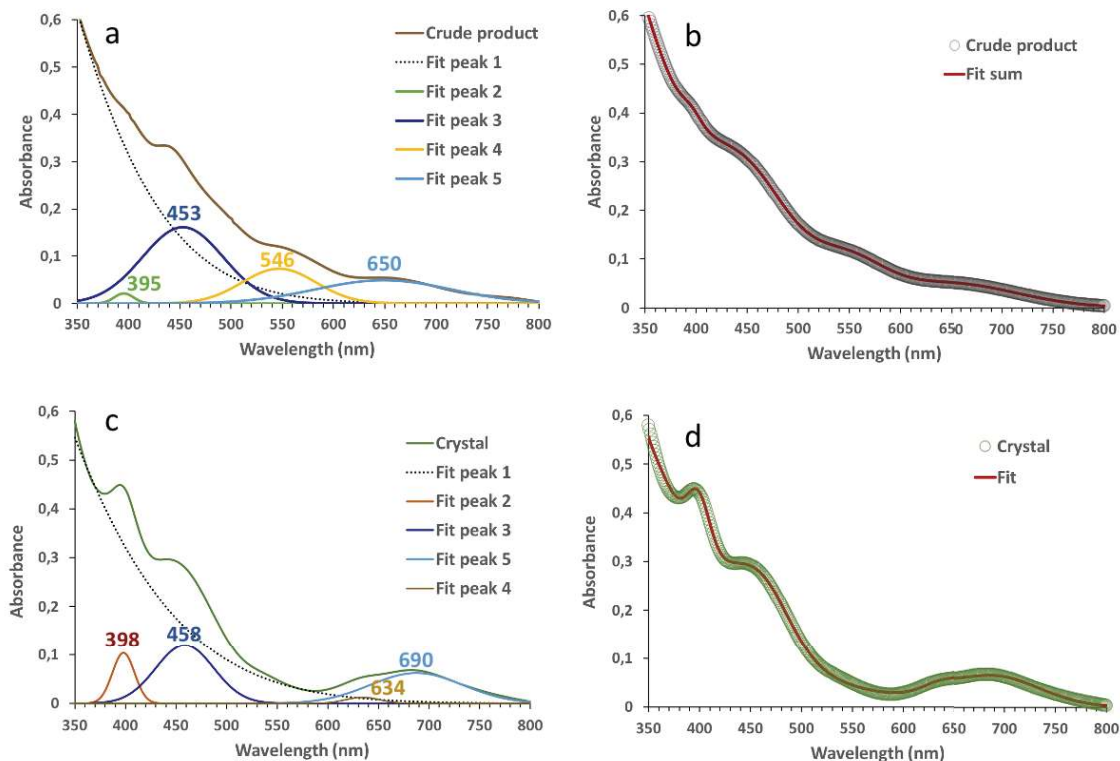 a
Crude product
Fit peak 1
Fit peak 2
Fit peak 3
Fit peak 4
Fit peak 5
Absorbance
0,6
0,5
0,4
0,3
0,2
0,1
0
453
395
546
650
350 400 450 500 550 600 650 700 750 800
Wavelength (nm)
b
Crude product
Fit sum
Absorbance
0,6
0,5
0,4
0,3
0,2
0,1
0
350 400 450 500 550 600 650 700 750 800
Wavelength (nm)
c
Crystal
Fit peak 1
Fit peak 2
Fit peak 3
Fit peak 5
Fit peak 4
Absorbance
0,6
0,5
0,4
0,3
0,2
0,1
0
398
458
690
634
350 400 450 500 550 600 650 700 750 800
Wavelength (nm)
d
Crystal
Fit
Absorbance
0,6
0,5
0,4
0,3
0,2
0,1
0
350 400 450 500 550 600 650 700 750 800
Wavelength (nm)